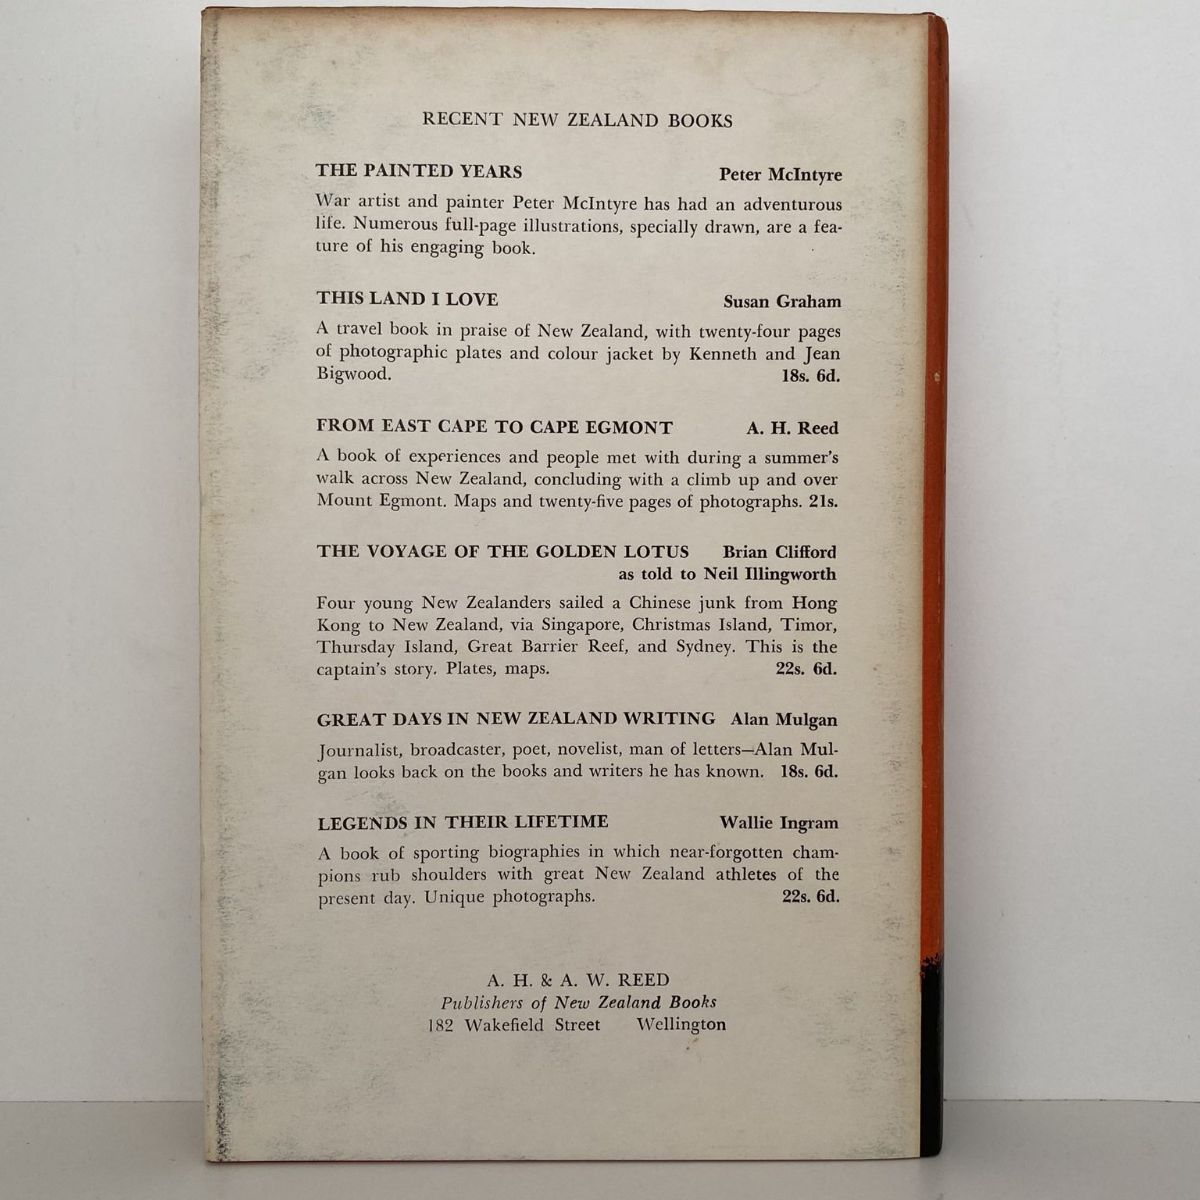 RECENT NEW ZEALAND BOOKS
THE PAINTED YEARS Peter McIntyre
War artist and painter Peter McIntyre has had an adventurous
life. Numerous full-page illustrations, specially drawn, are a fea-
ture of his engaging book.
THIS LAND I LOVE Susan Graham
A travel book in praise of New Zealand, with twenty-four pages
of photographic plates and colour jacket by Kenneth and Jean
Bigwood. 18s. 6d.
FROM EAST CAPE TO CAPE EGMONT A. H. Reed
A book of experiences and people met with during a summer's
walk across New Zealand, concluding with a climb up and over
Mount Egmont. Maps and twenty-five pages of photographs. 21s.
THE VOYAGE OF THE GOLDEN LOTUS Brian Clifford
as told to Neil Illingworth
Four young New Zealanders sailed a Chinese junk from Hong
Kong to New Zealand, via Singapore, Christmas Island, Timor,
Thursday Island, Great Barrier Reef, and Sydney. This is the
captain's story. Plates, maps. 22s. 6d.
GREAT DAYS IN NEW ZEALAND WRITING Alan Mulgan
Journalist, broadcaster, poet, novelist, man of letters—Alan Mul-
gan looks back on the books and writers he has known. 18s. 6d.
LEGENDS IN THEIR LIFETIME Wallie Ingram
A book of sporting biographies in which near-forgotten cham-
pions rub shoulders with great New Zealand athletes of the
present day. Unique photographs. 22s. 6d.
A. H. & A. W. REED
Publishers of New Zealand Books
182 Wakefield Street Wellington